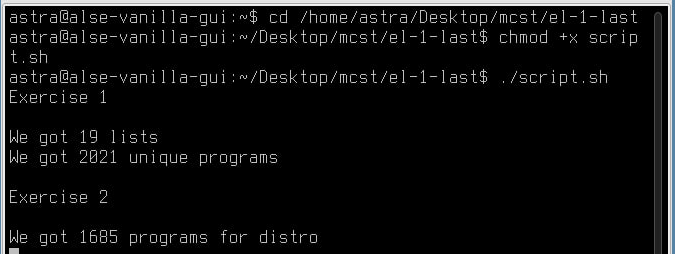 astra@alse-vanilla-gui:~$ cd /home/astra/Desktop/mcst/el-1-last
astra@alse-vanilla-gui:~/Desktop/mcst/el-1-last$ chmod +x scrip
t.sh
astra@alse-vanilla-gui:~/Desktop/mcst/el-1-last$ ./script.sh
Exercise 1
We got 19 lists
We got 2021 unique programs
Exercise 2
We got 1685 programs for distro